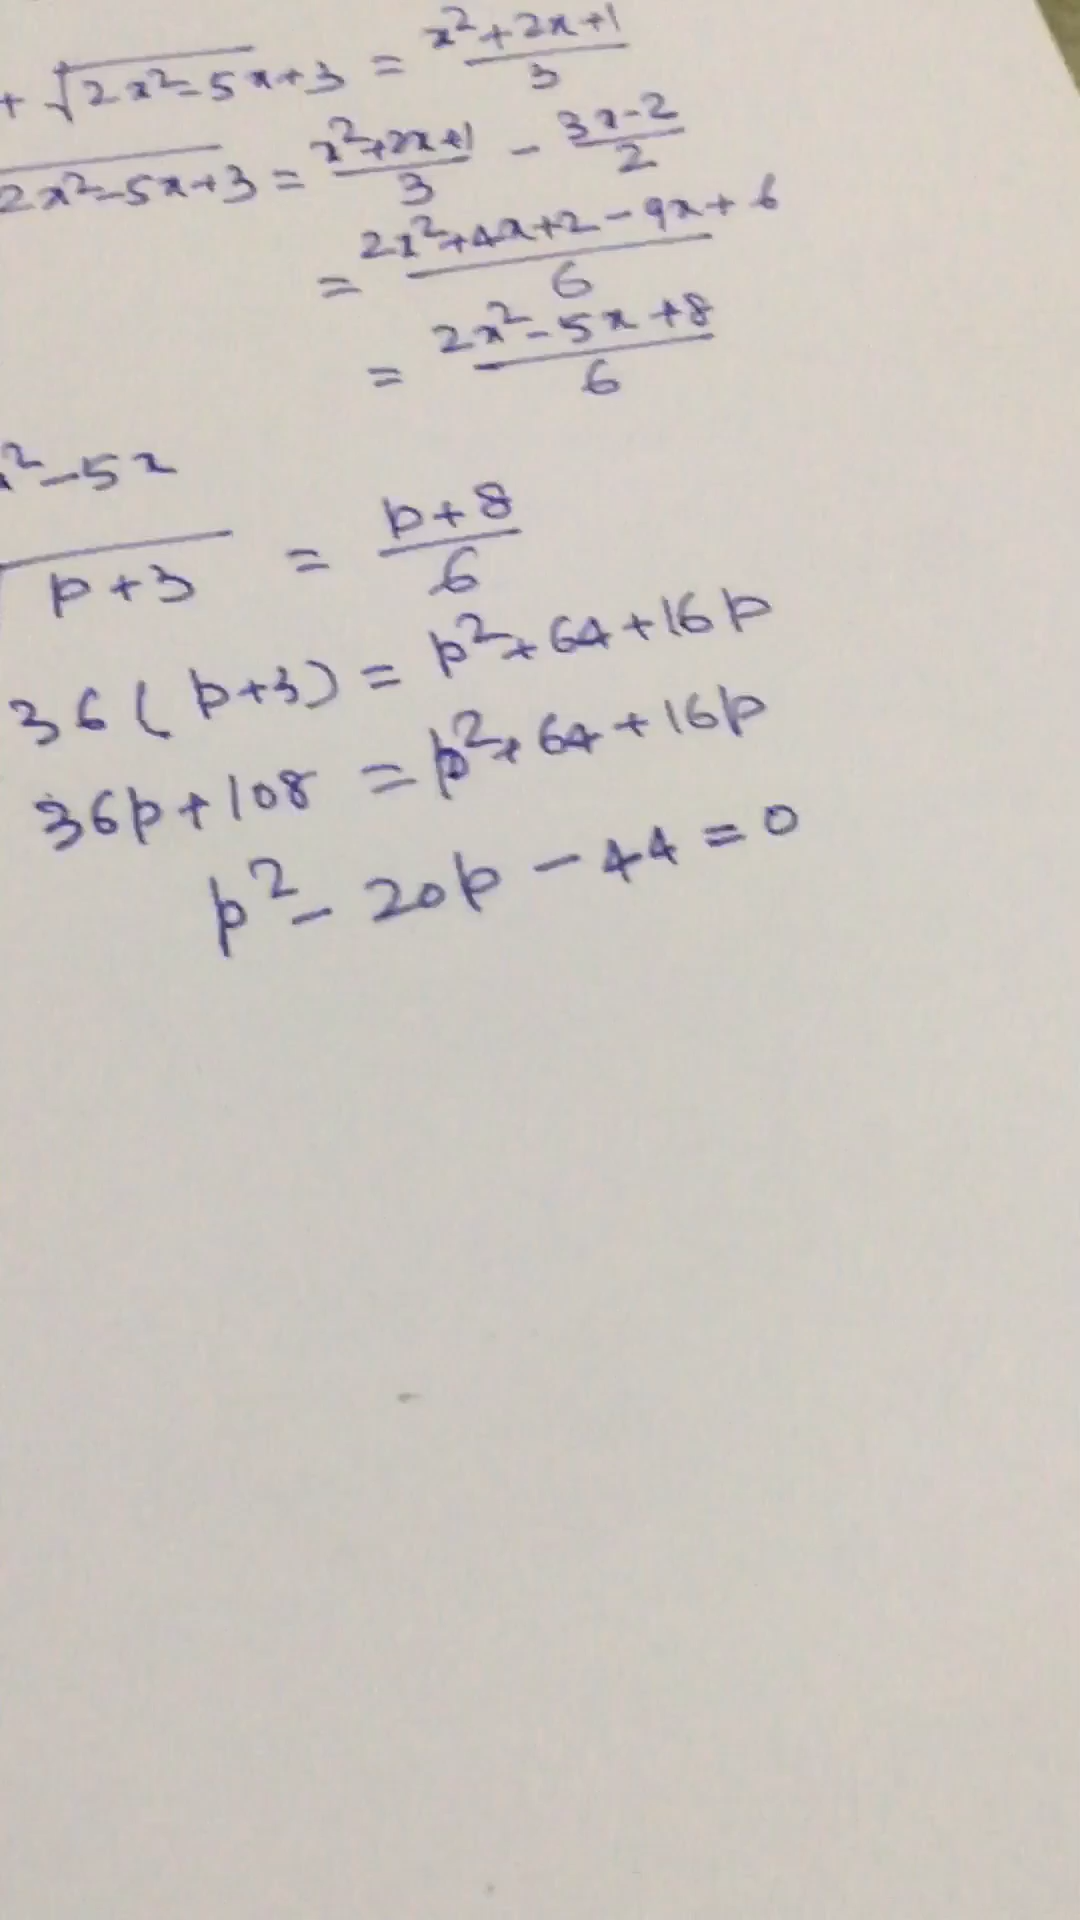 + √2x²-5x+3 = x²+2x+1/3
2x²-5x+3 = x²+2x+1/3 - 3x-2/2
= 2x²+4x+2-9x+6/6
= 2x²-5x+8/6
x²-5x
√p+3 = p+8/6
36(p+3) = p²+64+16p
36p+108 = p²+64+16p
p²-20p-44=0